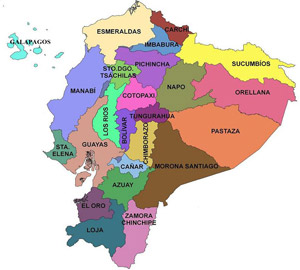 GALAPAGOS
ESMERALDAS
CARCHI
IMBABURA
STO.DGO.
TSACHILAS
PICHINCHA
SUCUMBÍOS
MANABÍ
COTOPAXI
NAPO
ORELLANA
LOS RIOS
TUNGURAHUA
BOLIVAR
CHIMBORAZO
PASTAZA
STA.
ELENA
GUAYAS
CAÑAR
MORONA SANTIAGO
AZUAY
EL ORO
LOJA
ZAMORA
CHINCHIPE